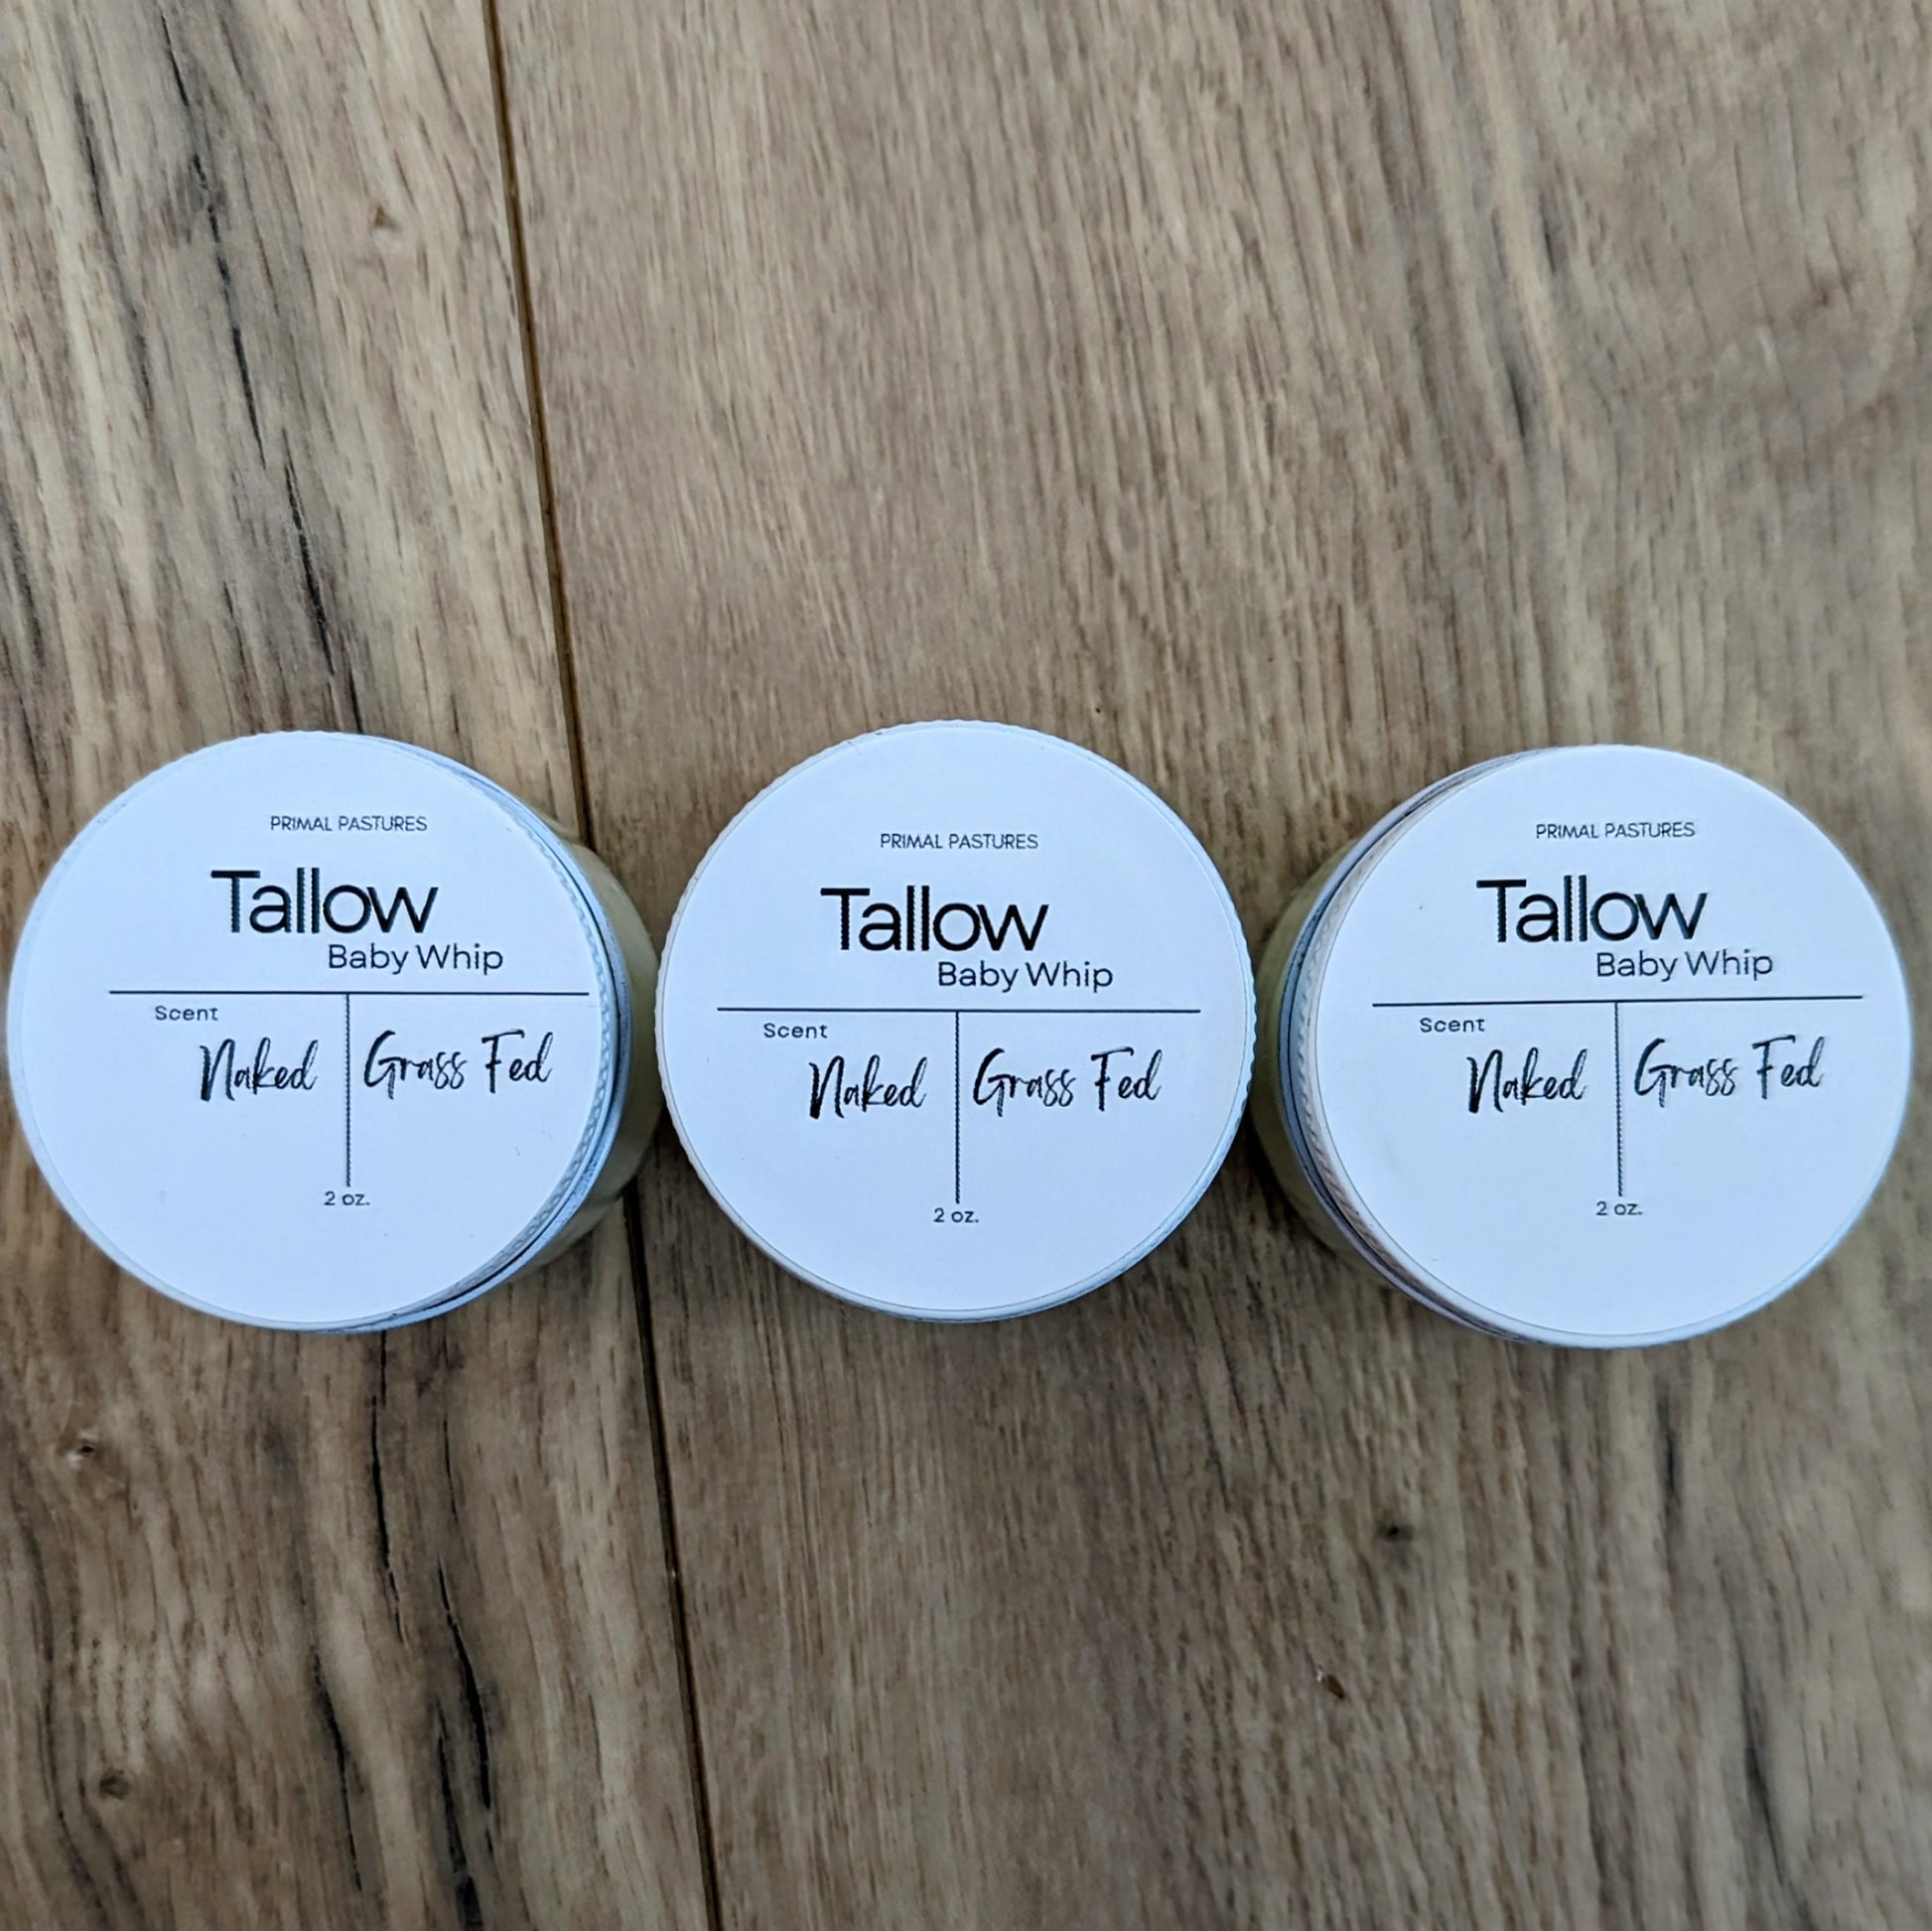 PRIMAL PASTURES
Tallow
Baby Whip
Scent
Naked
Grass Fed
2 oz.
PRIMAL PASTURES
Tallow
Baby Whip
Scent
Naked
Grass Fed
2 oz.
PRIMAL PASTURES
Tallow
Baby Whip
Scent
Naked
Grass Fed
2 oz.